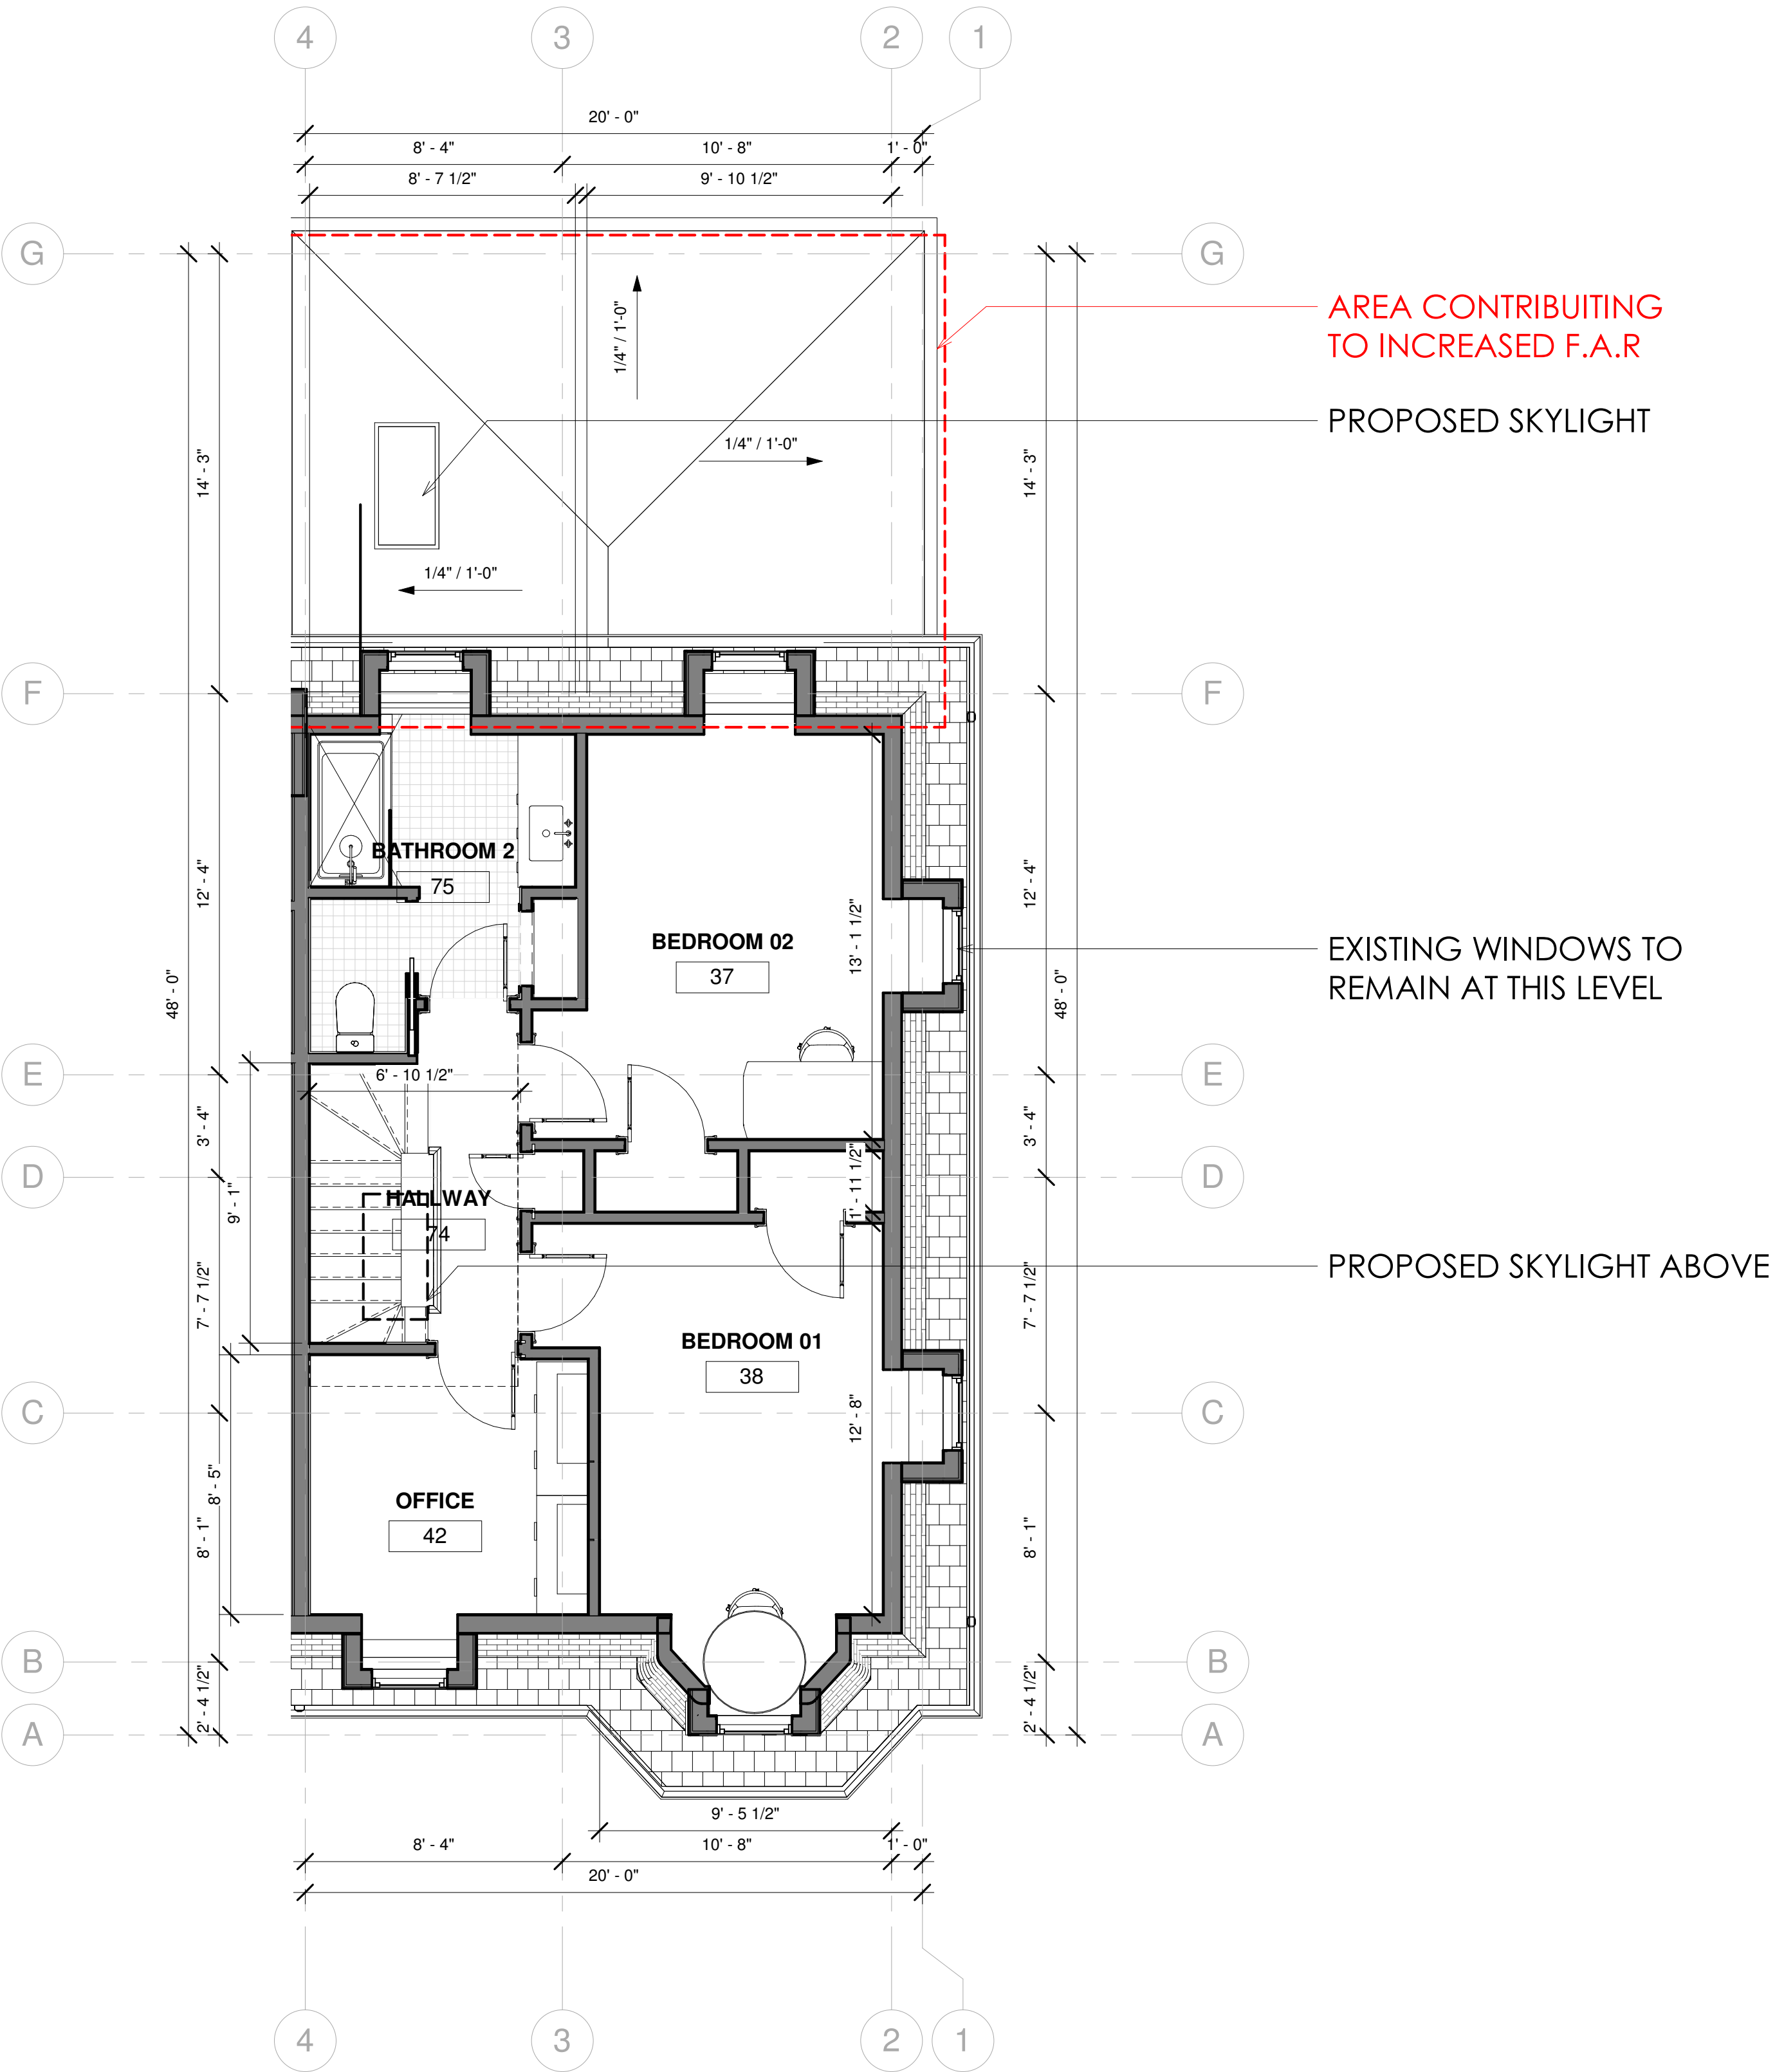 4
3
2
1
20' - 0"
8' - 4"
10' - 8"
1' - 0"
8' - 7 1/2"
9' - 10 1/2"
G
G
AREA CONTRIBUITING
TO INCREASED F.A.R
1/4" / 1'-0"
PROPOSED SKYLIGHT
1/4" / 1'-0"
14' - 3"
14' - 3"
1/4" / 1'-0"
F
F
BATHROOM 2
75
12' - 4"
12' - 4"
13' - 1 1/2"
BEDROOM 02
37
EXISTING WINDOWS TO
REMAIN AT THIS LEVEL
48' - 0"
48' - 0"
E
E
6' - 10 1/2"
3' - 4"
3' - 4"
D
D
1' - 11 1/2"
9' - 1"
HALLWAY
74
PROPOSED SKYLIGHT ABOVE
7' - 7 1/2"
7' - 7 1/2"
BEDROOM 01
38
C
C
12' - 8"
8' - 5"
OFFICE
42
8' - 1"
8' - 1"
B
B
2' - 4 1/2"
2' - 4 1/2"
A
A
9' - 5 1/2"
8' - 4"
10' - 8"
1' - 0"
20' - 0"
4
3
2
1